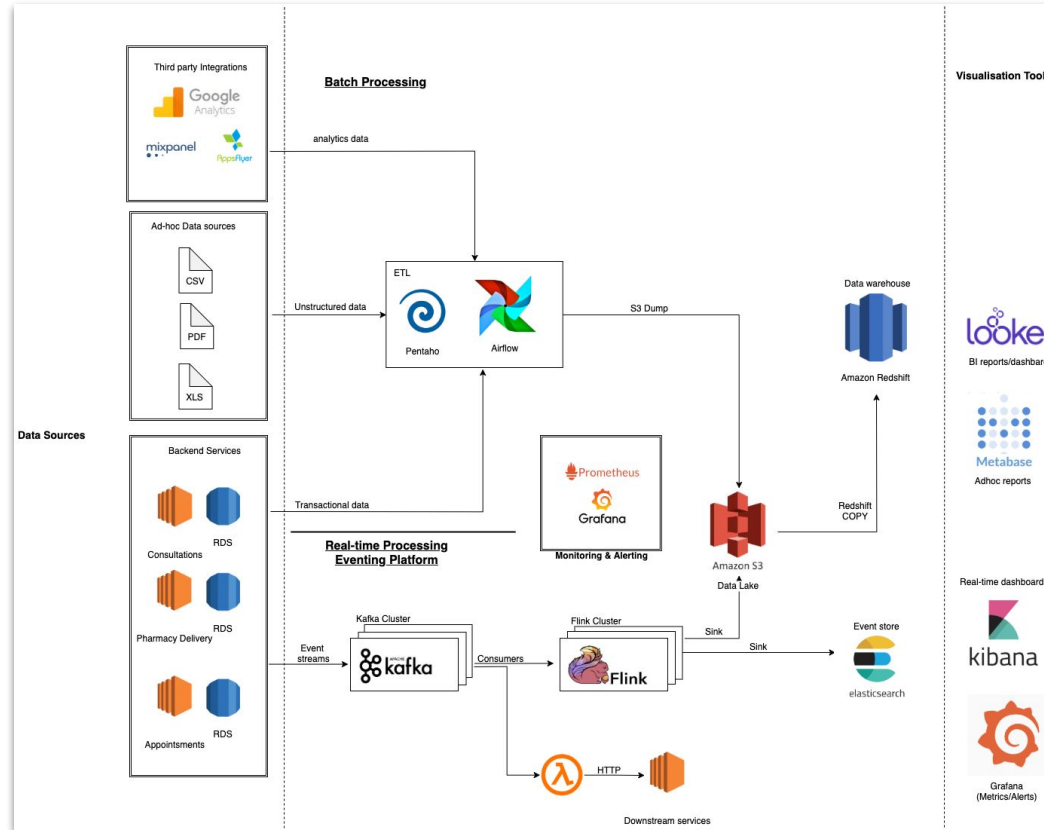 Third party Integrations
Google
Analytics
mixpanel
AppsFlyer
Batch Processing
Visualisation Tool
analytics data
Ad-hoc Data sources
CSV
PDF
XLS
Unstructured data
ETL
Pentaho
Airflow
S3 Dump
Data warehouse
Amazon Redshift
looke
BI reports/dashbar
Metabase
Adhoc reports
Data Sources
Backend Services
RDS
Consultations
RDS
Pharmacy Delivery
RDS
Appointsments
Transactional data
Real-time Processing
Eventing Platform
Prometheus
Grafana
Monitoring & Alerting
Redshift
COPY
Amazon S3
Data Lake
Event
streams
Kafka Cluster
APACHE
kafka
Consumers
Flink Cluster
Flink
Sink
Sink
Event store
elasticsearch
Real-time dashboard
kibana
Grafana
(Metrics/Alerts)
λ
HTTP
Downstream services